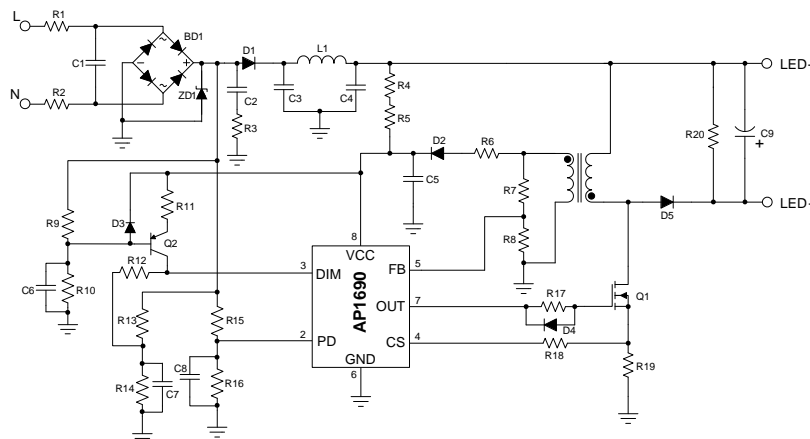 L
R1
BD1
D1
L1
LED-
C1
~
-
+
~
C2
C3
C4
R4
N
R2
ZD1
R3
R5
R20
C9
+
D2
R6
C5
R7
LED+
D5
R11
R9
D3
Q2
R8
8
VCC
R12
3
DIM
FB
5
AP1690
C6
R10
R17
Q1
OUT
7
D4
R13
R15
2
PD
CS
4
R18
GND
6
R19
C8
R14
C7
R16